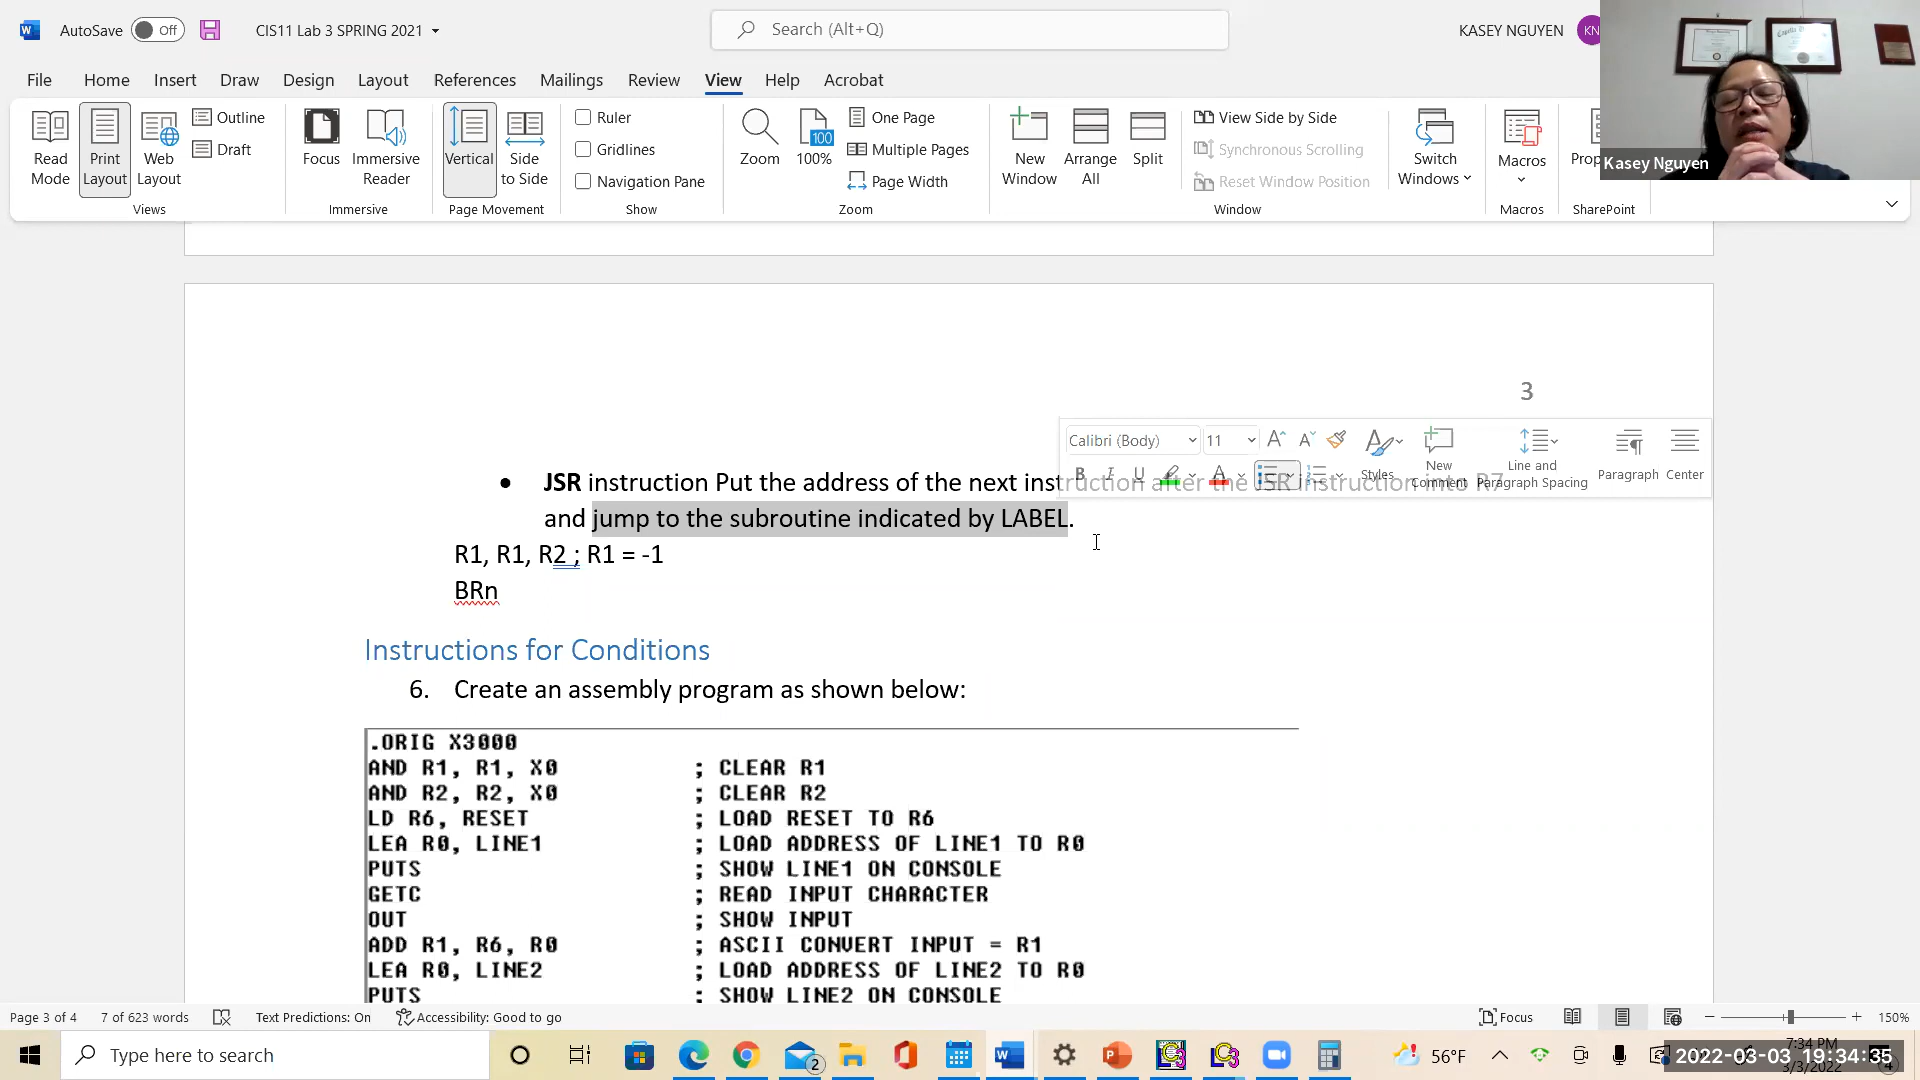 AutoSave Off CIS11 Lab 3 SPRING 2021 Search (Alt+Q) KASEY NGUYEN KN
File Home Insert Draw Design Layout References Mailings Review View Help Acrobat
Read Mode
Print Layout
Web Layout
Outline
Draft
Views
Focus
Immersive Reader
Immersive
Vertical
Side to Side
Page Movement
Ruler
Gridlines
Navigation Pane
Show
Zoom
100
100%
One Page
Multiple Pages
Page Width
Zoom
New Window
Arrange All
Split
View Side by Side
Synchronous Scrolling
Reset Window Position
Window
Switch Windows
Macros
Macros
SharePoint
Kasey Nguyen
3
Calibri (Body) 11
B I U A Styles
New Comment
Line and Paragraph Spacing
Paragraph
Center
• JSR instruction Put the address of the next instruction after the JSR instruction into R7
and jump to the subroutine indicated by LABEL.
R1, R1, R2 ; R1 = -1
BRn
Instructions for Conditions
6. Create an assembly program as shown below:
.ORIG X3000
AND R1, R1, X0 ; CLEAR R1
AND R2, R2, X0 ; CLEAR R2
LD R6, RESET ; LOAD RESET TO R6
LEA R0, LINE1 ; LOAD ADDRESS OF LINE1 TO R0
PUTS ; SHOW LINE1 ON CONSOLE
GETC ; READ INPUT CHARACTER
OUT ; SHOW INPUT
ADD R1, R6, R0 ; ASCII CONVERT INPUT = R1
LEA R0, LINE2 ; LOAD ADDRESS OF LINE2 TO R0
PUTS ; SHOW LINE2 ON CONSOLE
Page 3 of 4 7 of 623 words Text Predictions: On Accessibility: Good to go Focus 150%
Type here to search 2 56°F 7:34 PM
2022-03-03 19:34:35
3/3/2022